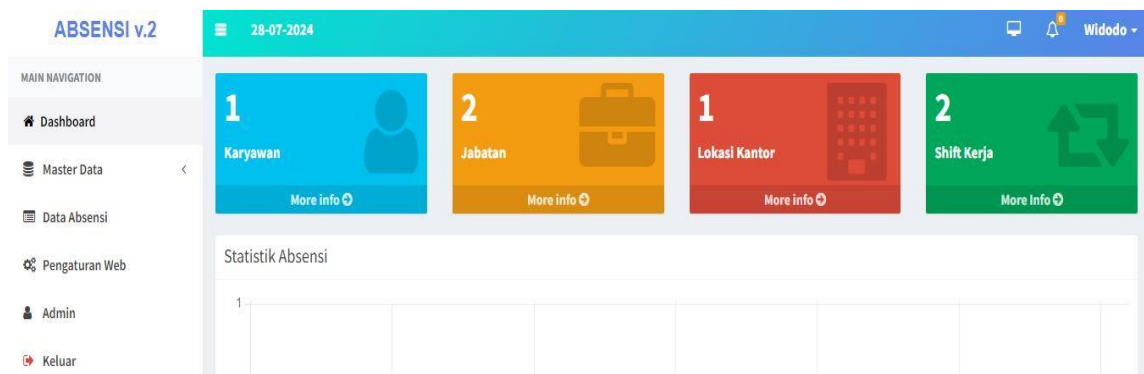 ABSENSI v.2
28-07-2024
0
Widodo
MAIN NAVIGATION
Dashboard
Master Data
Data Absensi
Pengaturan Web
Admin
Keluar
1
Karyawan
More info
2
Jabatan
More info
1
Lokasi Kantor
More info
2
Shift Kerja
More Info
Statistik Absensi
1